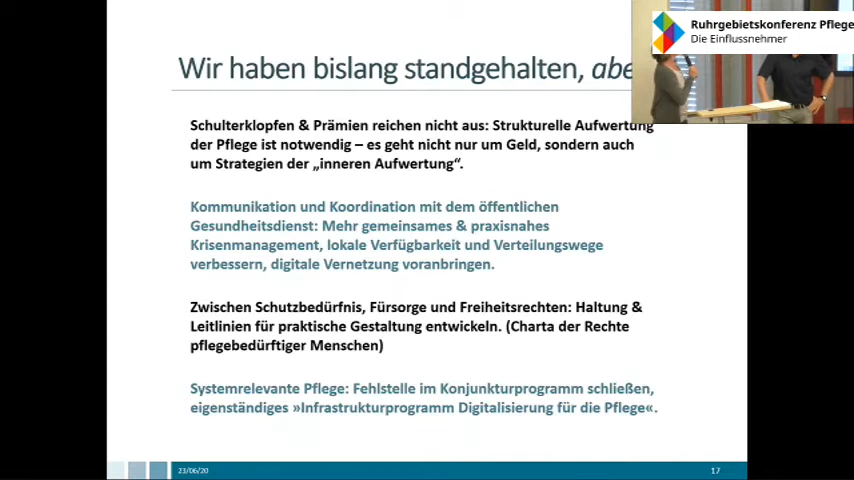 Ruhrgebietskonferenz Pflege
Die Einflussnehmer
Wir haben bislang standgehalten, abe
Schulterklopfen & Prämien reichen nicht aus: Strukturelle Aufwertung
der Pflege ist notwendig – es geht nicht nur um Geld, sondern auch
um Strategien der „inneren Aufwertung“.
Kommunikation und Koordination mit dem öffentlichen
Gesundheitsdienst: Mehr gemeinsames & praxisnahes
Krisenmanagement, lokale Verfügbarkeit und Verteilungswege
verbessern, digitale Vernetzung voranbringen.
Zwischen Schutzbedürfnis, Fürsorge und Freiheitsrechten: Haltung &
Leitlinien für praktische Gestaltung entwickeln. (Charta der Rechte
pflegebedürftiger Menschen)
Systemrelevante Pflege: Fehlstelle im Konjunkturprogramm schließen,
eigenständiges »Infrastrukturprogramm Digitalisierung für die Pflege«.
23/06/20
17